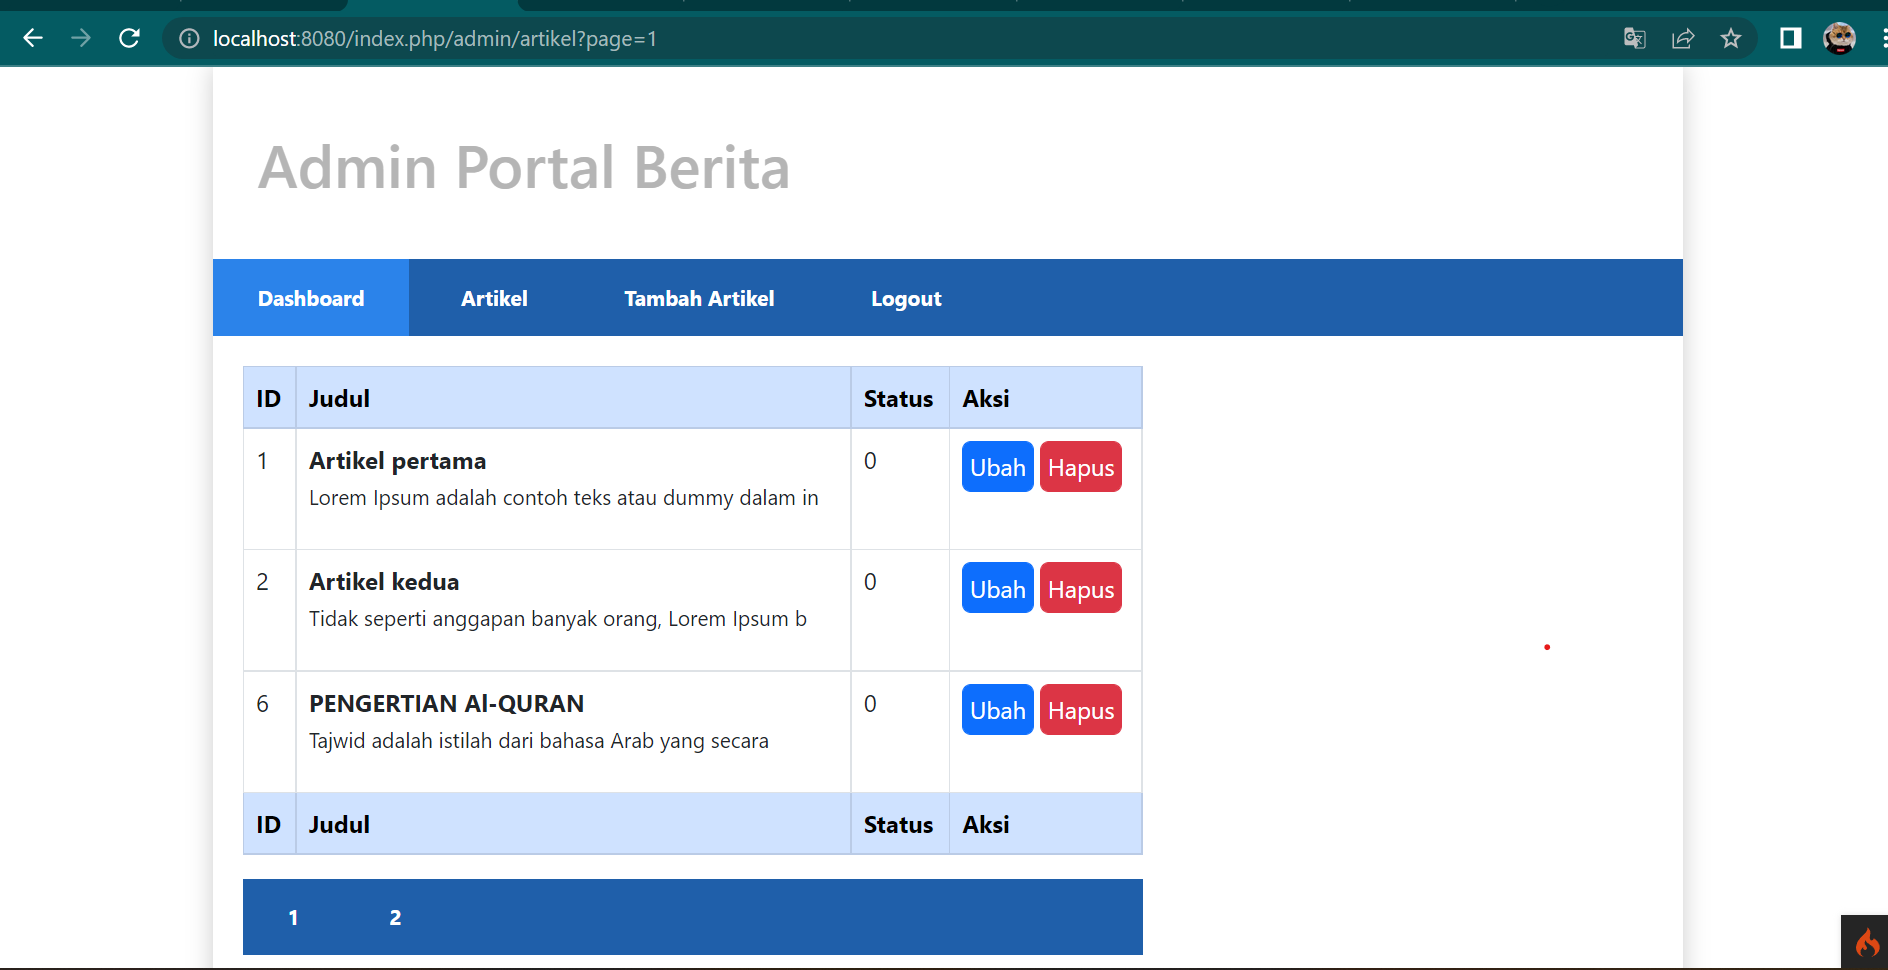 localhost:8080/index.php/admin/artikel?page=1
Admin Portal Berita
Dashboard Artikel Tambah Artikel Logout
ID Judul Status Aksi
1 Artikel pertama 0 Ubah Hapus
Lorem Ipsum adalah contoh teks atau dummy dalam in
2 Artikel kedua 0 Ubah Hapus
Tidak seperti anggapan banyak orang, Lorem Ipsum b
6 PENGERTIAN Al-QURAN 0 Ubah Hapus
Tajwid adalah istilah dari bahasa Arab yang secara
ID Judul Status Aksi
1 2